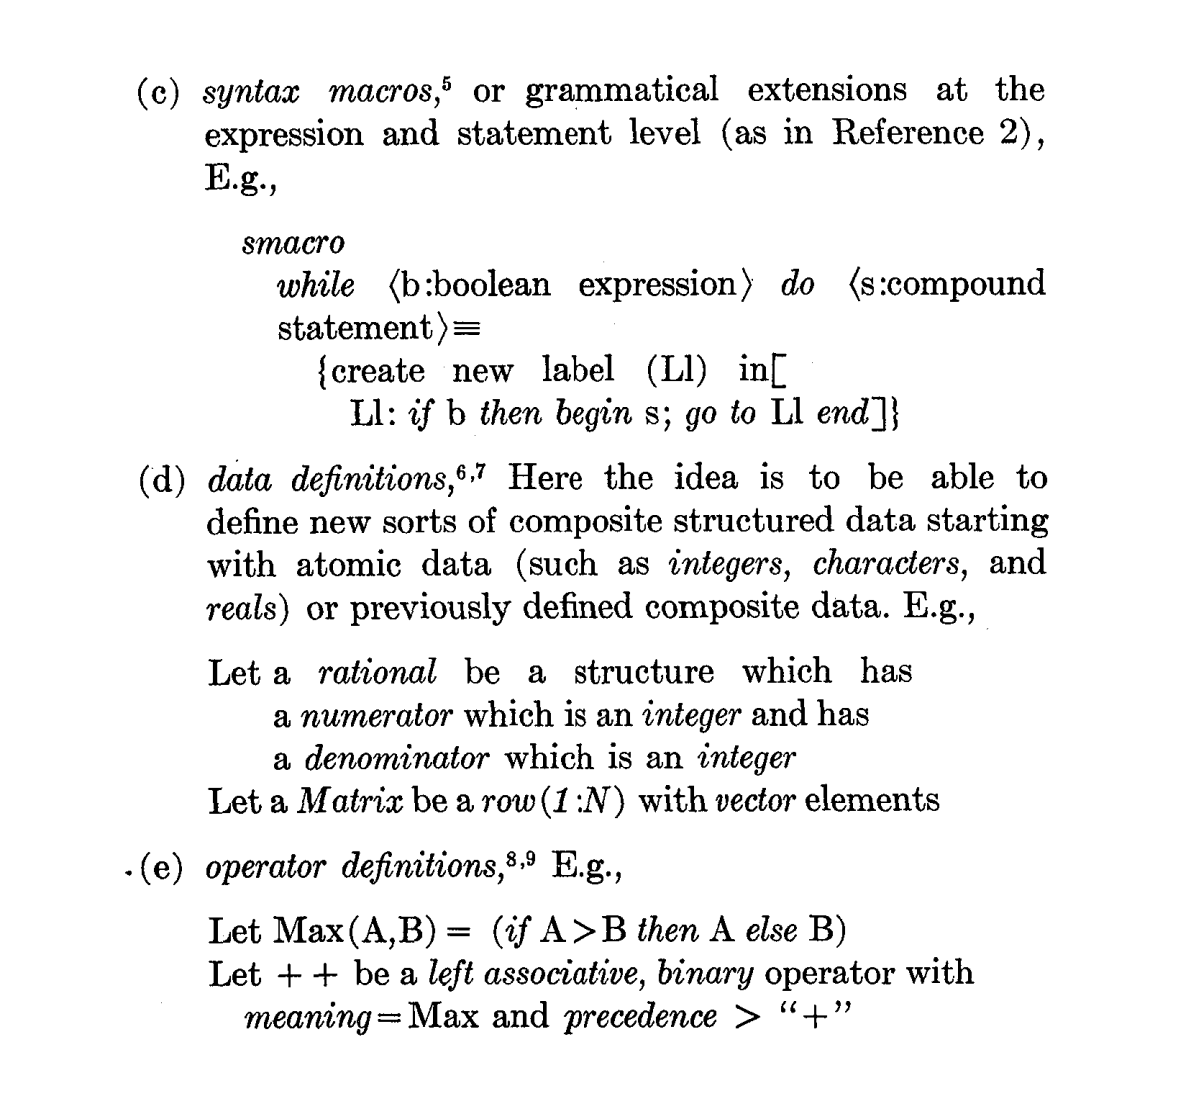 (c) syntax macros,⁵ or grammatical extensions at the
expression and statement level (as in Reference 2),
E.g.,
smacro
while ⟨b:boolean expression⟩ do ⟨s:compound
statement⟩≡
{create new label (Ll) in[
Ll: if b then begin s; go to Ll end]}
(d) data definitions,⁶,⁷ Here the idea is to be able to
define new sorts of composite structured data starting
with atomic data (such as integers, characters, and
reals) or previously defined composite data. E.g.,
Let a rational be a structure which has
a numerator which is an integer and has
a denominator which is an integer
Let a Matrix be a row(1:N) with vector elements
(e) operator definitions,⁸,⁹ E.g.,
Let Max(A,B) = (if A>B then A else B)
Let + + be a left associative, binary operator with
meaning=Max and precedence > “+”